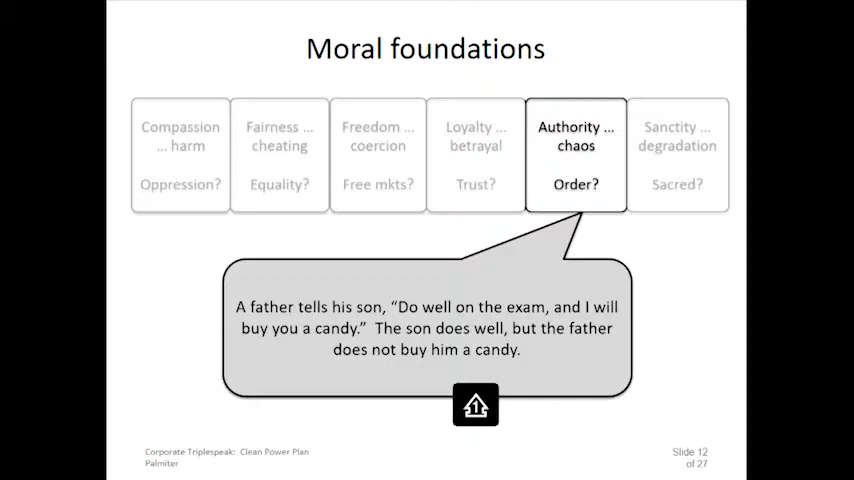 Moral foundations
Compassion
... harm
Oppression?
Fairness ...
cheating
Equality?
Freedom ...
coercion
Free mkts?
Loyalty ...
betrayal
Trust?
Authority ...
chaos
Order?
Sanctity ...
degradation
Sacred?
A father tells his son, “Do well on the exam, and I will
buy you a candy.” The son does well, but the father
does not buy him a candy.
1
Corporate Triplespeak: Clean Power Plan
Palmiter
Slide 12
of 27